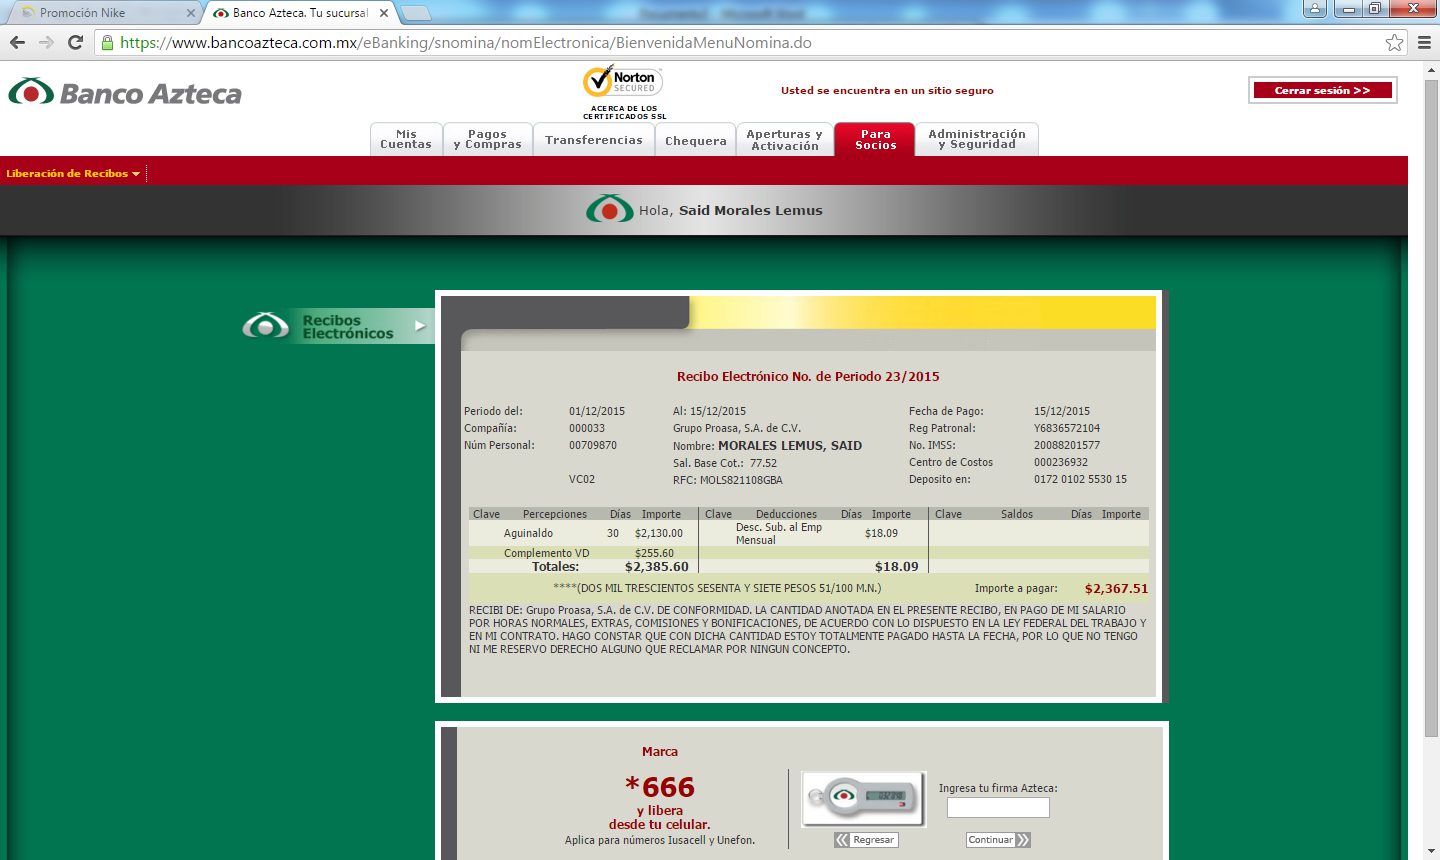 Promoción Nike
Banco Azteca. Tu sucursal
https://www.bancoazteca.com.mx/eBanking/snomina/nomElectronica/BienvenidaMenuNomina.do
Banco Azteca
Norton
SECURED
ACERCA DE LOS
CERTIFICADOS SSL
Usted se encuentra en un sitio seguro
Cerrar sesión >>
Mis Cuentas
Pagos y Compras
Transferencias
Chequera
Aperturas y Activación
Para Socios
Administración y Seguridad
Liberación de Recibos
Hola, Said Morales Lemus
Recibos
Electrónicos
Recibo Electrónico No. de Periodo 23/2015
Periodo del: 01/12/2015 Al: 15/12/2015 Fecha de Pago: 15/12/2015
Compañía: 000033 Grupo Proasa, S.A. de C.V. Reg Patronal: Y6836572104
Núm Personal: 00709870 Nombre: MORALES LEMUS, SAID No. IMSS: 20088201577
Sal. Base Cot.: 77.52 Centro de Costos 000236932
VC02 RFC: MOLS821108GBA Deposito en: 0172 0102 5530 15
Clave Percepciones Días Importe Clave Deducciones Días Importe Clave Saldos Días Importe
Aguinaldo 30 $2,130.00 Desc. Sub. al Emp Mensual $18.09
Complemento VD $255.60
Totales: $2,385.60 $18.09
****(DOS MIL TRESCIENTOS SESENTA Y SIETE PESOS 51/100 M.N.) Importe a pagar: $2,367.51
RECIBI DE: Grupo Proasa, S.A. de C.V. DE CONFORMIDAD. LA CANTIDAD ANOTADA EN EL PRESENTE RECIBO, EN PAGO DE MI SALARIO
POR HORAS NORMALES, EXTRAS, COMISIONES Y BONIFICACIONES, DE ACUERDO CON LO DISPUESTO EN LA LEY FEDERAL DEL TRABAJO Y
EN MI CONTRATO. HAGO CONSTAR QUE CON DICHA CANTIDAD ESTOY TOTALMENTE PAGADO HASTA LA FECHA, POR LO QUE NO TENGO
NI ME RESERVO DERECHO ALGUNO QUE RECLAMAR POR NINGUN CONCEPTO.
Marca
*666
y libera
desde tu celular.
Aplica para números Iusacell y Unefon.
Ingresa tu firma Azteca:
Regresar
Continuar